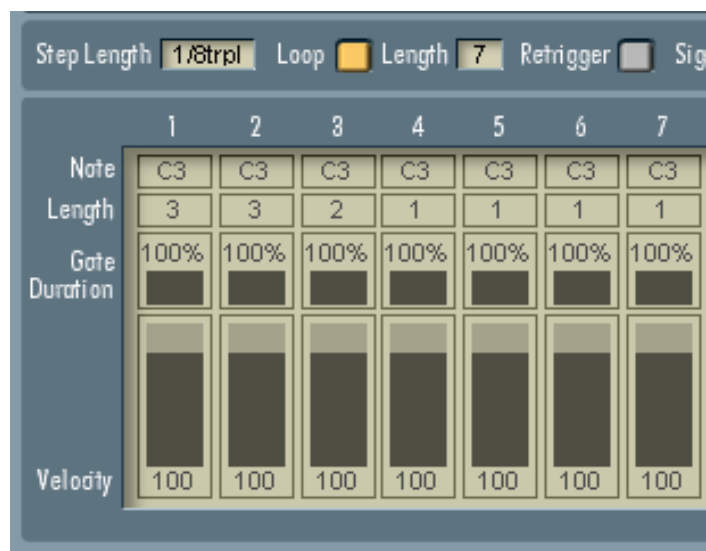 Step Length 1/8trpl Loop Length 7 Retrigger Sig
1 2 3 4 5 6 7
Note C3 C3 C3 C3 C3 C3 C3
Length 3 3 2 1 1 1 1
Gate Duration 100% 100% 100% 100% 100% 100% 100%
Velocity 100 100 100 100 100 100 100